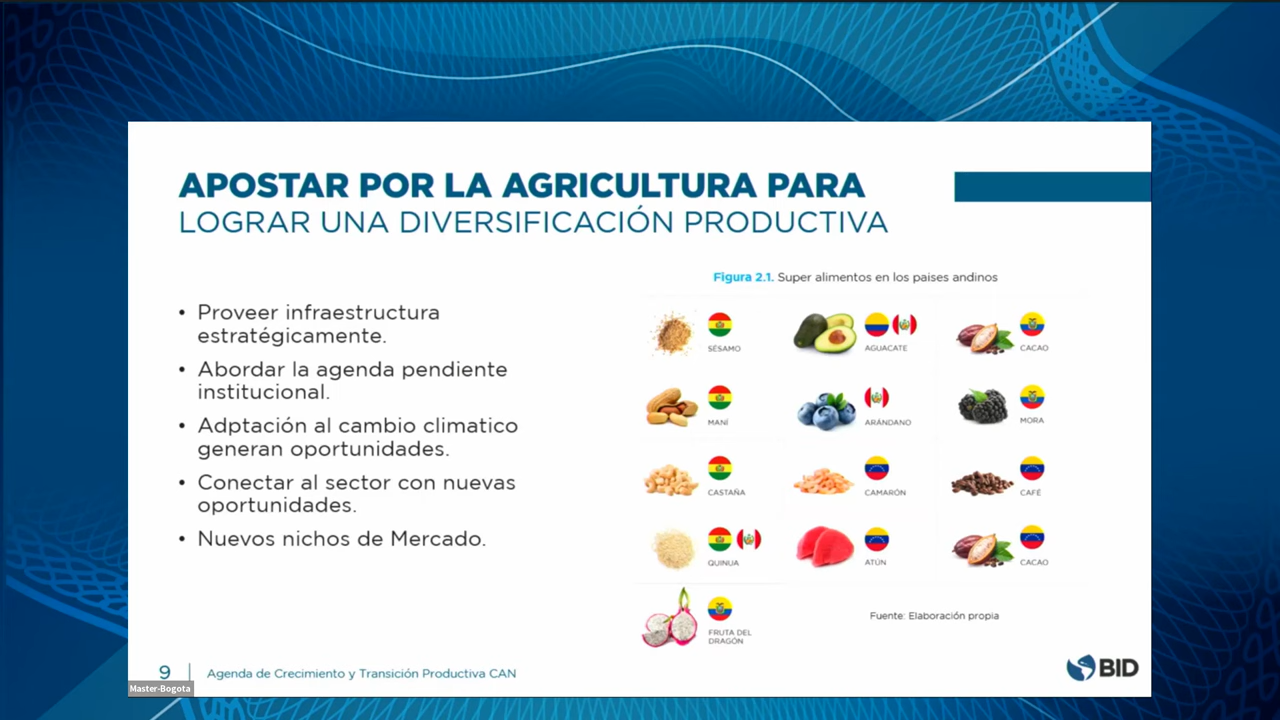 APOSTAR POR LA AGRICULTURA PARA
LOGRAR UNA DIVERSIFICACIÓN PRODUCTIVA
• Proveer infraestructura
estratégicamente.
• Abordar la agenda pendiente
institucional.
• Adptación al cambio climatico
generan oportunidades.
• Conectar al sector con nuevas
oportunidades.
• Nuevos nichos de Mercado.
Figura 2.1. Super alimentos en los paises andinos
SÉSAMO
AGUACATE
CACAO
MANÍ
ARÁNDANO
MORA
CASTAÑA
CAMARÓN
CAFÉ
QUINUA
ATÚN
CACAO
FRUTA DEL
DRAGÓN
Fuente: Elaboración propia
9
Agenda de Crecimiento y Transición Productiva CAN
BID
Master-Bogota